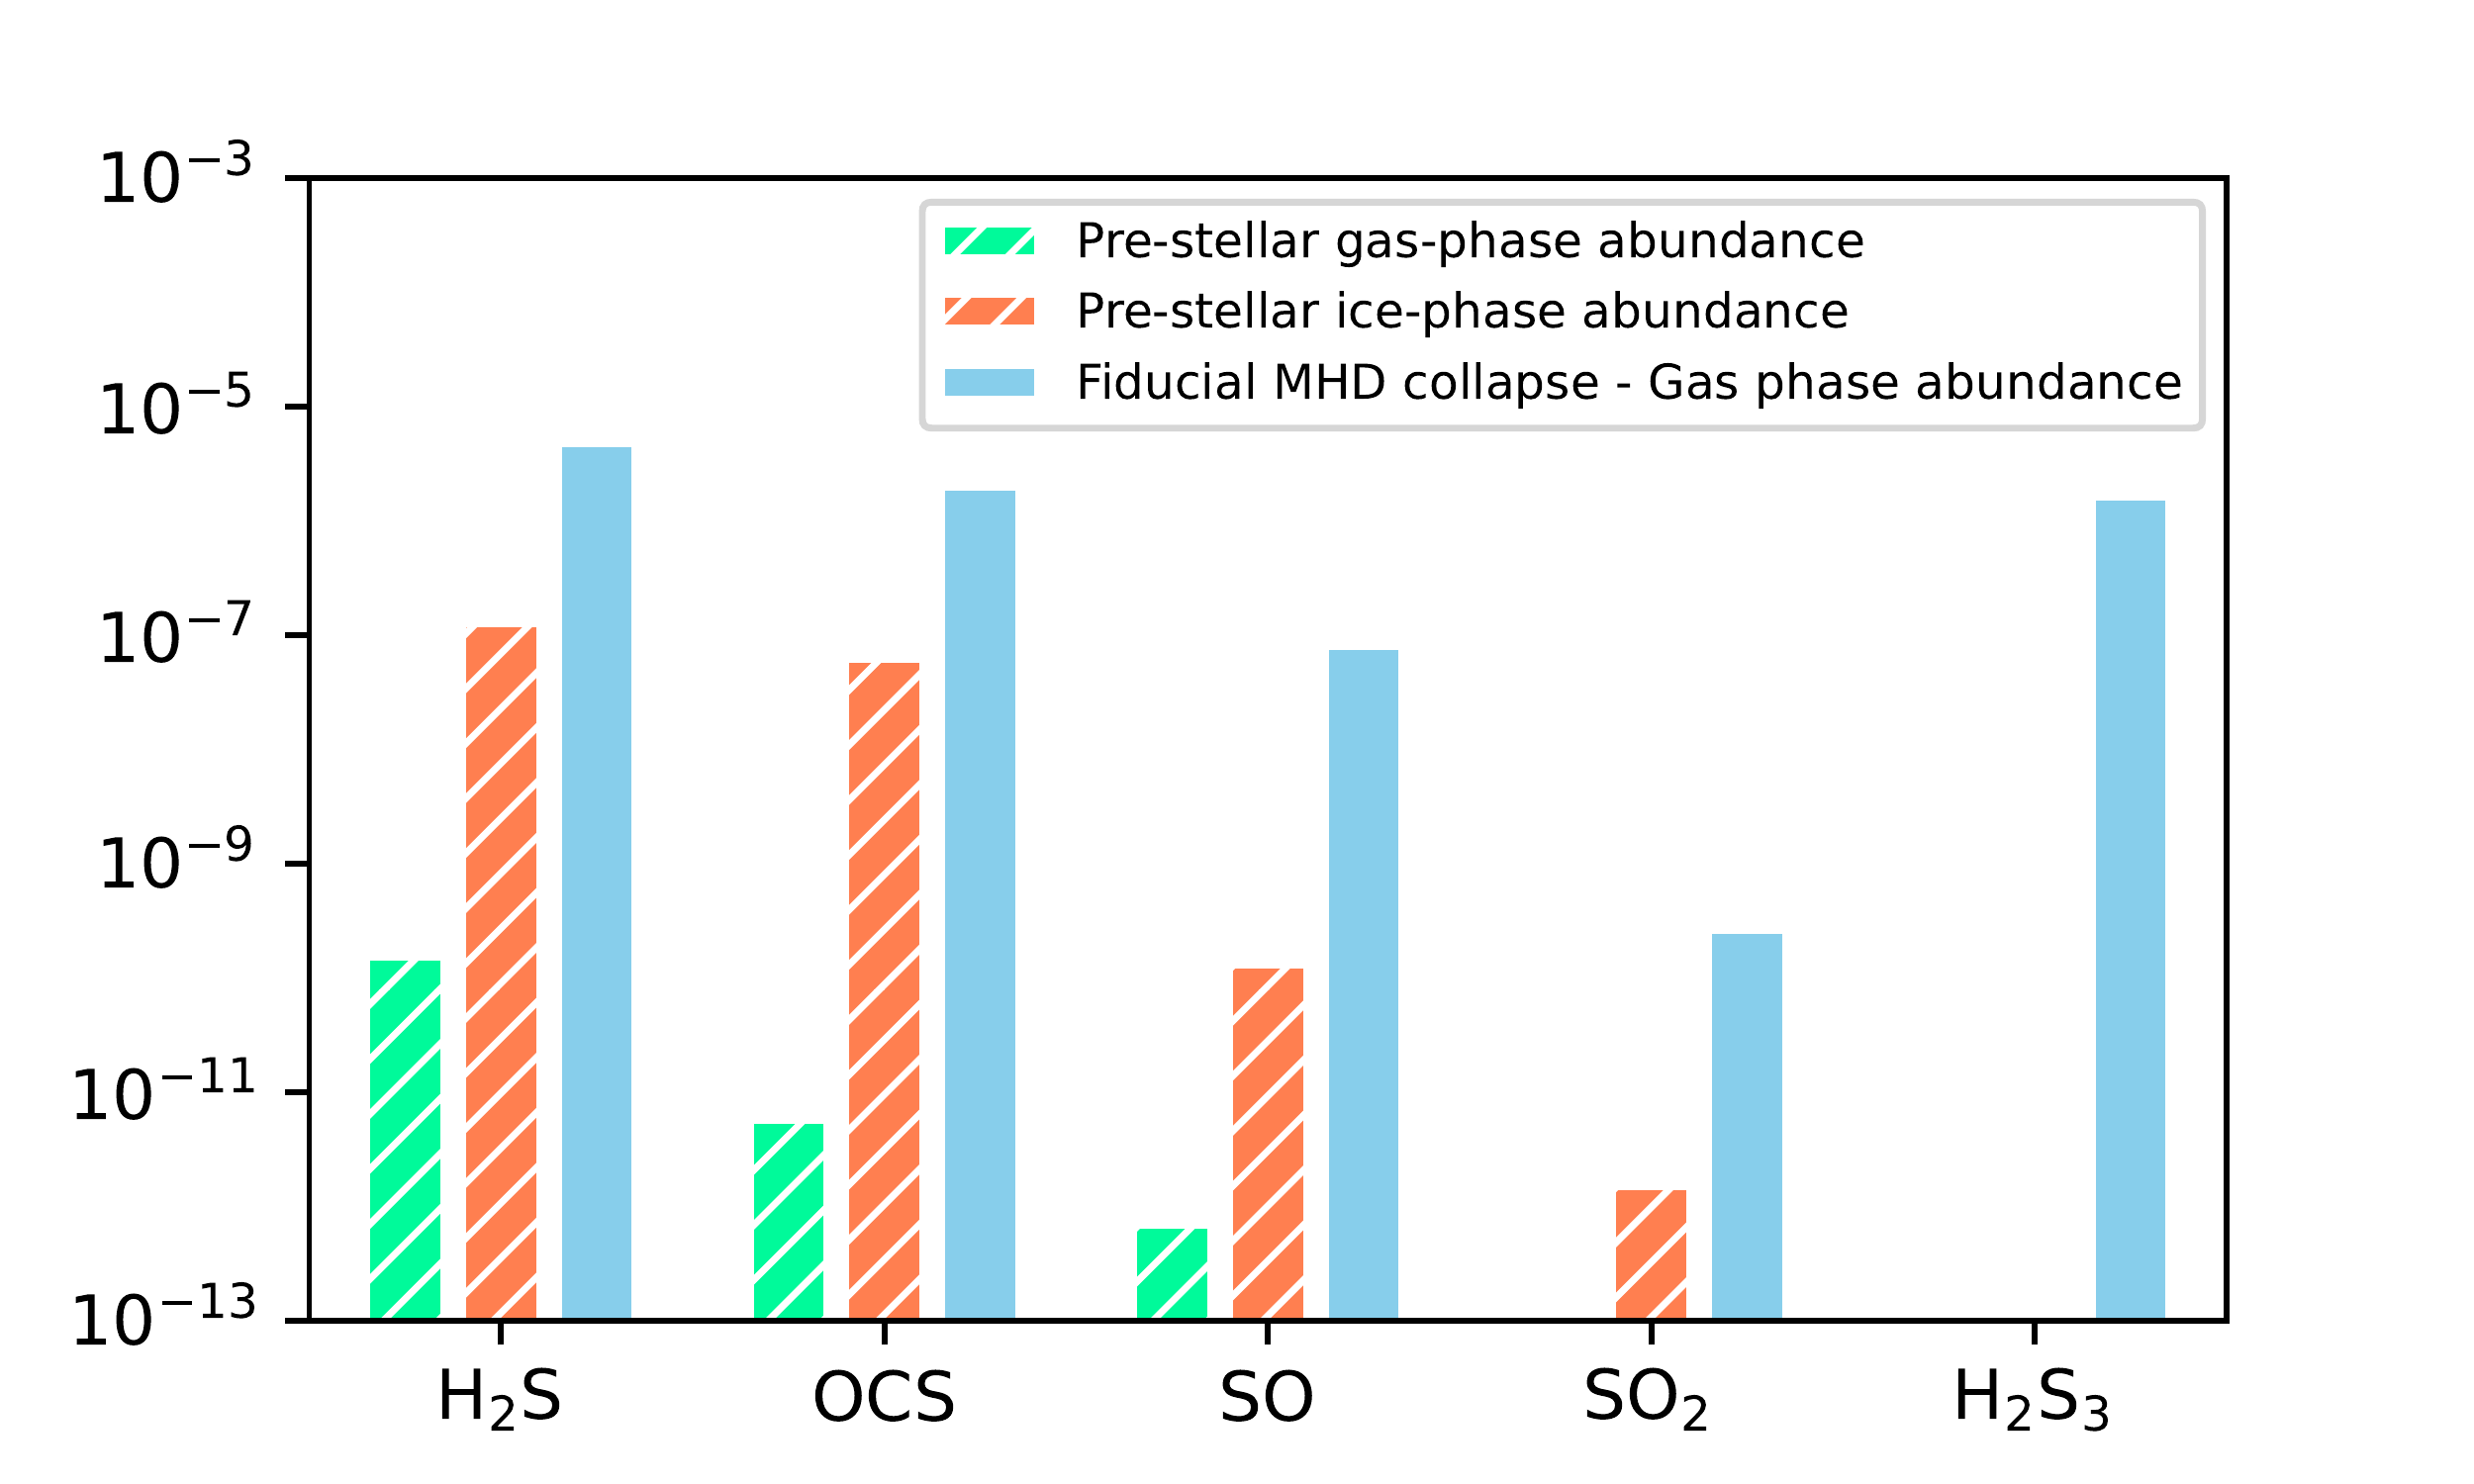 10⁻³
Pre-stellar gas-phase abundance
Pre-stellar ice-phase abundance
Fiducial MHD collapse - Gas phase abundance
10⁻⁵
10⁻⁷
10⁻⁹
10⁻¹¹
10⁻¹³
H₂S OCS SO SO₂ H₂S₃